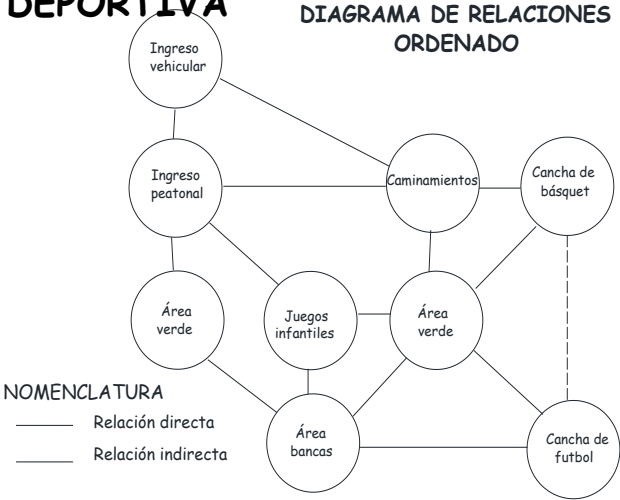 DEPORTIVA
DIAGRAMA DE RELACIONES
ORDENADO
Ingreso
vehicular
Ingreso
peatonal
Caminamientos
Cancha de
básquet
Área
verde
Juegos
infantiles
Área
verde
NOMENCLATURA
Relación directa
Relación indirecta
Área
bancas
Cancha de
futbol